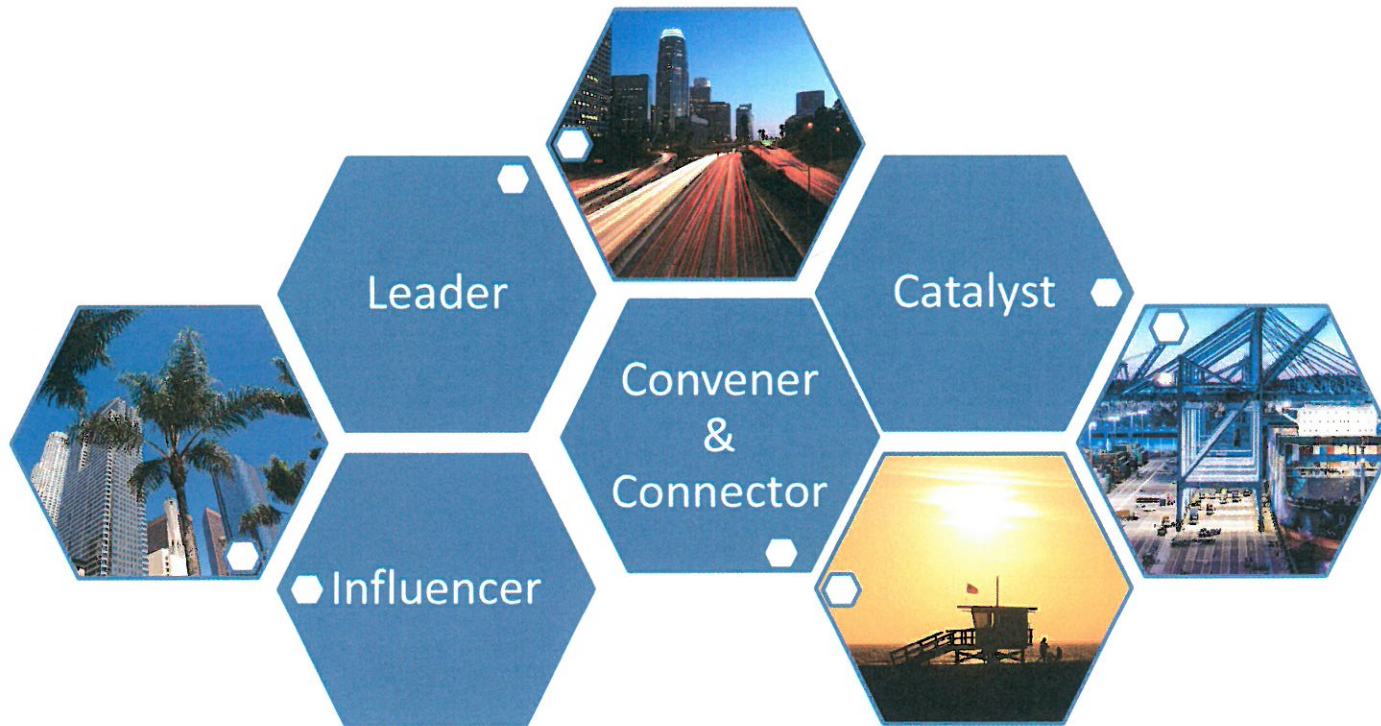 Leader
Catalyst
Convener
&
Connector
Influencer